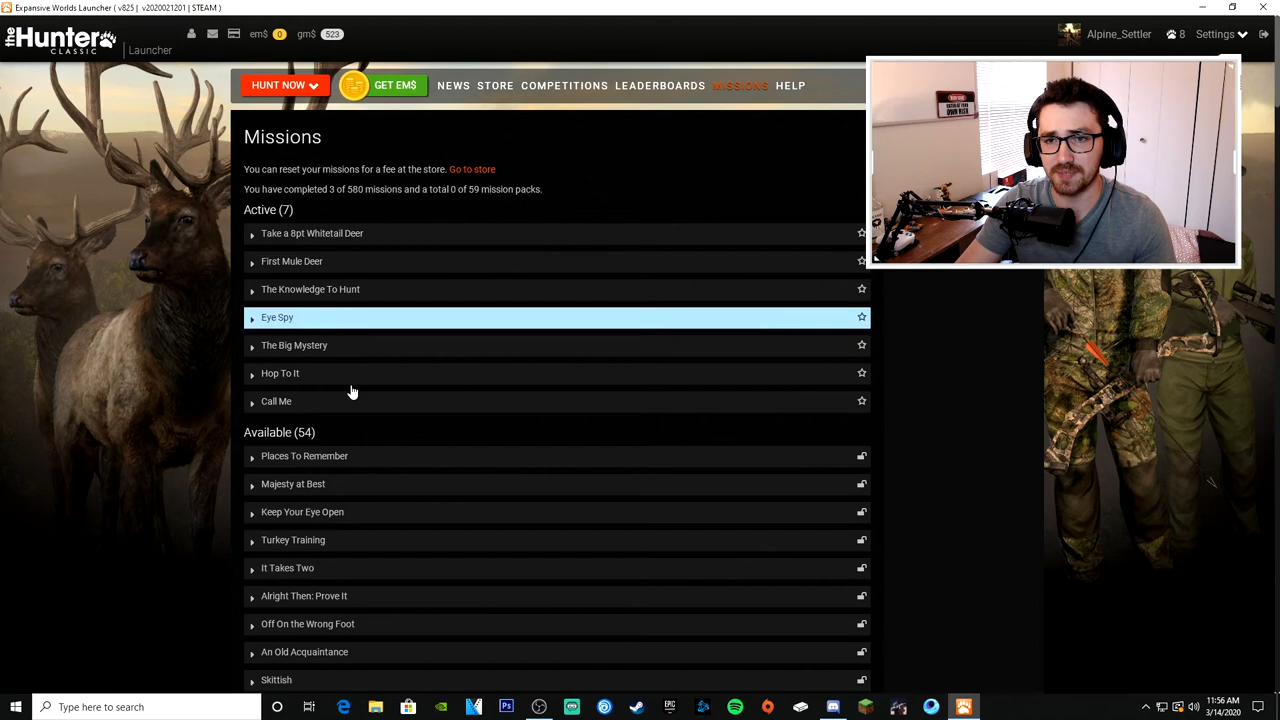 Expansive Worlds Launcher ( v825 | v2020021201 | STEAM )
theHunter CLASSIC | Launcher
em$ 0 gm$ 523
Alpine_Settler 8 Settings
HUNT NOW GET EM$ NEWS STORE COMPETITIONS LEADERBOARDS MISSIONS HELP
Missions
You can reset your missions for a fee at the store. Go to store
You have completed 3 of 580 missions and a total 0 of 59 mission packs.
Active (7)
Take a 8pt Whitetail Deer
First Mule Deer
The Knowledge To Hunt
Eye Spy
The Big Mystery
Hop To It
Call Me
Available (54)
Places To Remember
Majesty at Best
Keep Your Eye Open
Turkey Training
It Takes Two
Alright Then: Prove It
Off On the Wrong Foot
An Old Acquaintance
Skittish
Type here to search
11:56 AM
3/14/2020